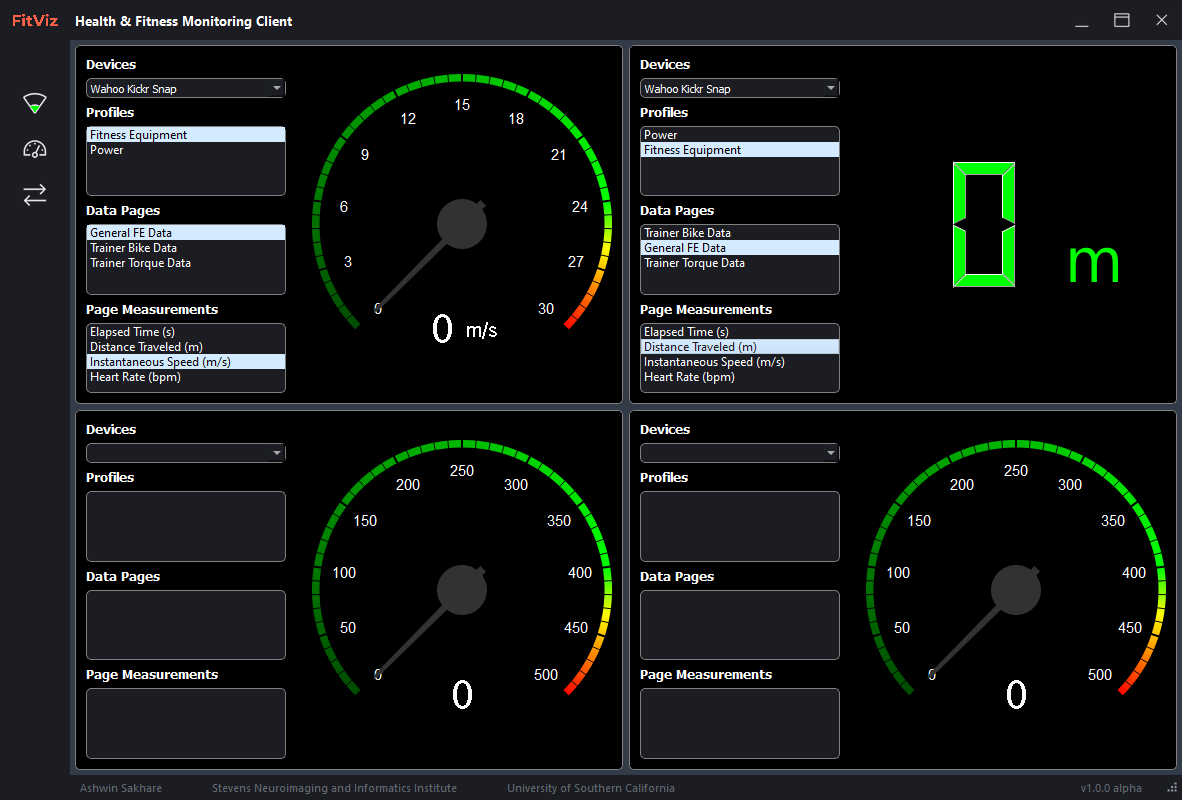 FitViz Health & Fitness Monitoring Client
Devices
Wahoo Kickr Snap
Profiles
Fitness Equipment
Power
Data Pages
General FE Data
Trainer Bike Data
Trainer Torque Data
Page Measurements
Elapsed Time (s)
Distance Traveled (m)
Instantaneous Speed (m/s)
Heart Rate (bpm)
0
3
6
9
12
15
18
21
24
27
30
0 m/s
Devices
Wahoo Kickr Snap
Profiles
Power
Fitness Equipment
Data Pages
Trainer Bike Data
General FE Data
Trainer Torque Data
Page Measurements
Elapsed Time (s)
Distance Traveled (m)
Instantaneous Speed (m/s)
Heart Rate (bpm)
0 m
Devices
Profiles
Data Pages
Page Measurements
0
50
100
150
200
250
300
350
400
450
500
0
Devices
Profiles
Data Pages
Page Measurements
0
50
100
150
200
250
300
350
400
450
500
0
Ashwin Sakhare Stevens Neuroimaging and Informatics Institute University of Southern California v1.0.0 alpha